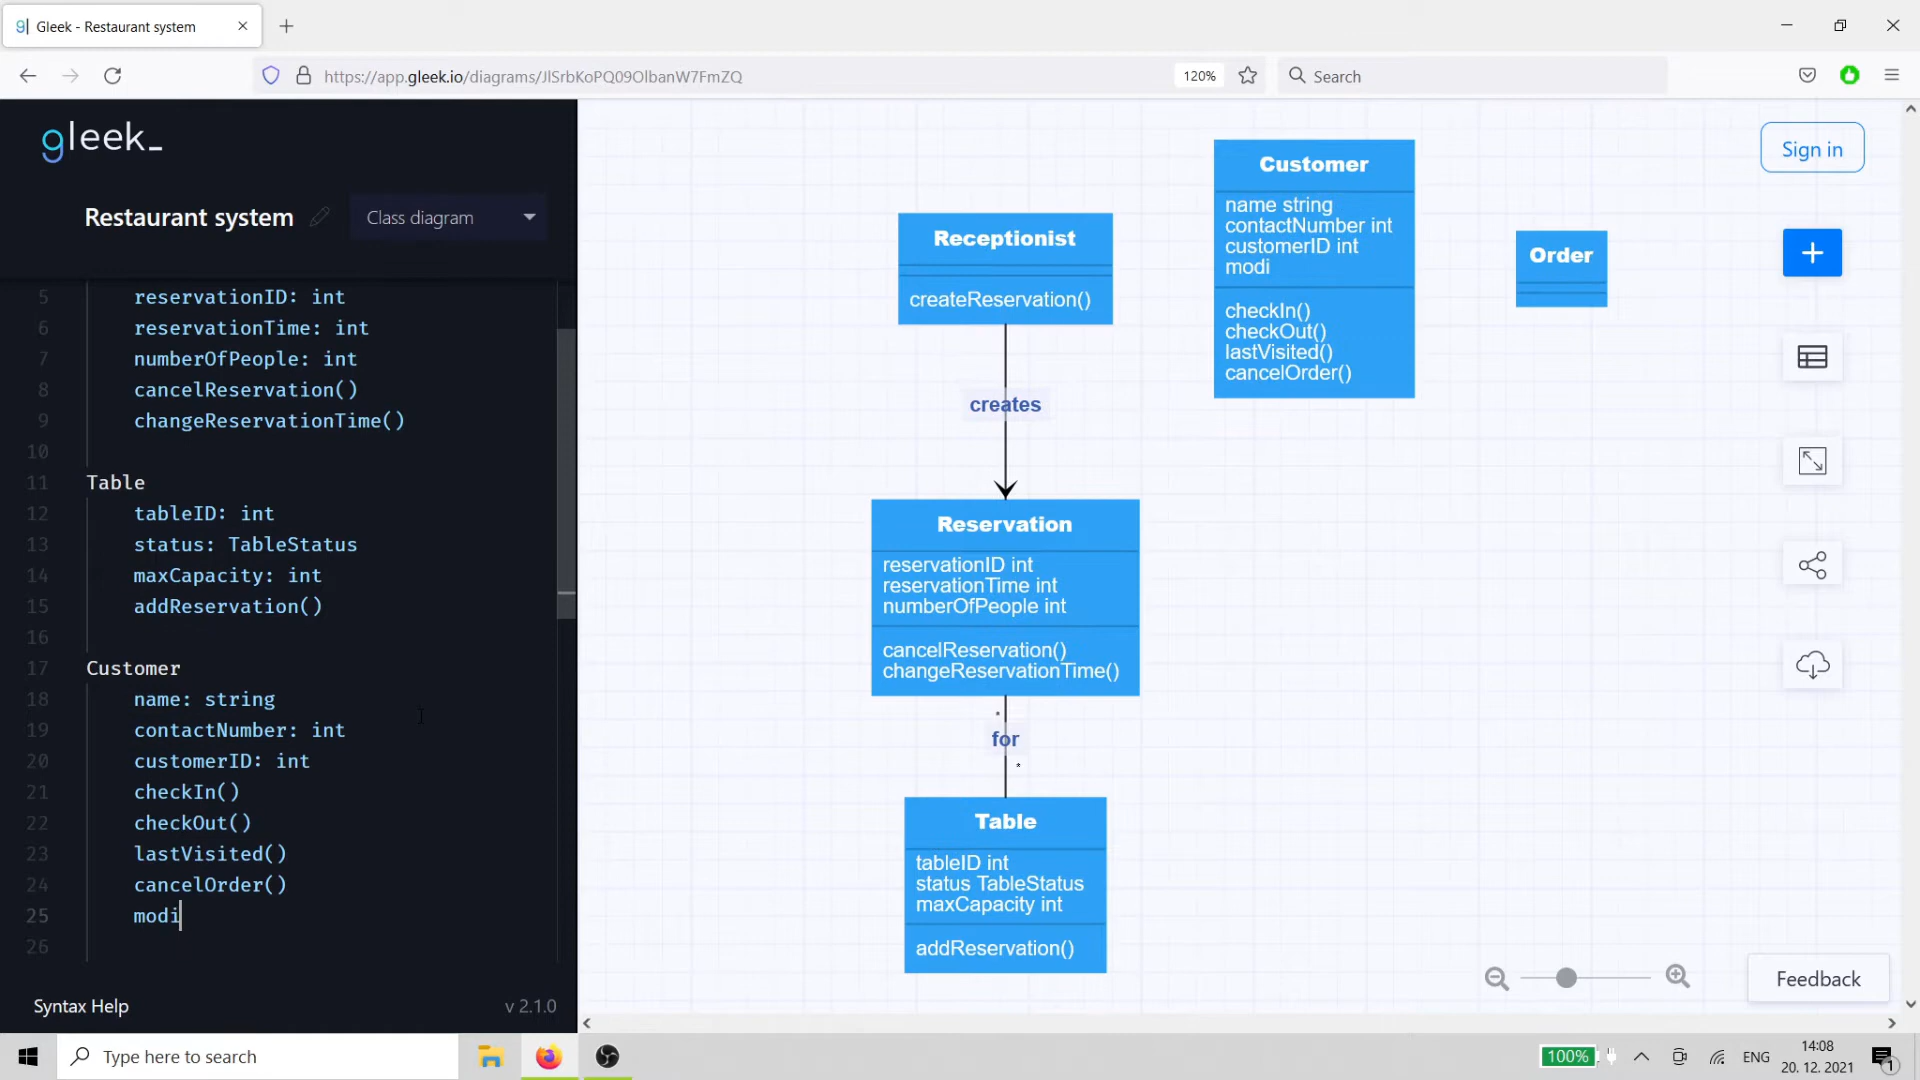 Gleek - Restaurant system
https://app.gleek.io/diagrams/JlSrbKoPQ09OlbanW7FmZQ
120%
Search
gleek_
Restaurant system
Class diagram
5 reservationID: int
6 reservationTime: int
7 numberOfPeople: int
8 cancelReservation()
9 changeReservationTime()
10
11 Table
12 tableID: int
13 status: TableStatus
14 maxCapacity: int
15 addReservation()
16
17 Customer
18 name: string
19 contactNumber: int
20 customerID: int
21 checkIn()
22 checkOut()
23 lastVisited()
24 cancelOrder()
25 modi
26
Syntax Help
v 2.1.0
Receptionist
createReservation()
creates
Reservation
reservationID int
reservationTime int
numberOfPeople int
cancelReservation()
changeReservationTime()
*
for
*
Table
tableID int
status TableStatus
maxCapacity int
addReservation()
Customer
name string
contactNumber int
customerID int
modi
checkIn()
checkOut()
lastVisited()
cancelOrder()
Order
Sign in
Feedback
Type here to search
100%
ENG
14:08
20. 12. 2021
1